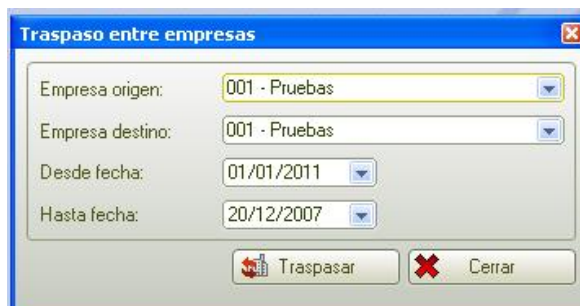 Traspaso entre empresas
Empresa origen: 001 - Pruebas
Empresa destino: 001 - Pruebas
Desde fecha: 01/01/2011
Hasta fecha: 20/12/2007
Traspasar Cerrar